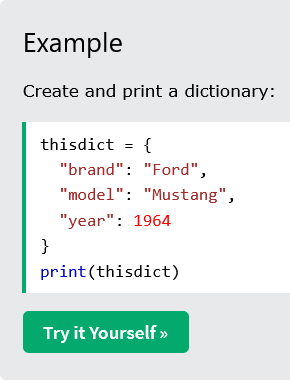 Example
Create and print a dictionary:
thisdict = {
  "brand": "Ford",
  "model": "Mustang",
  "year": 1964
}
print(thisdict)
Try it Yourself »